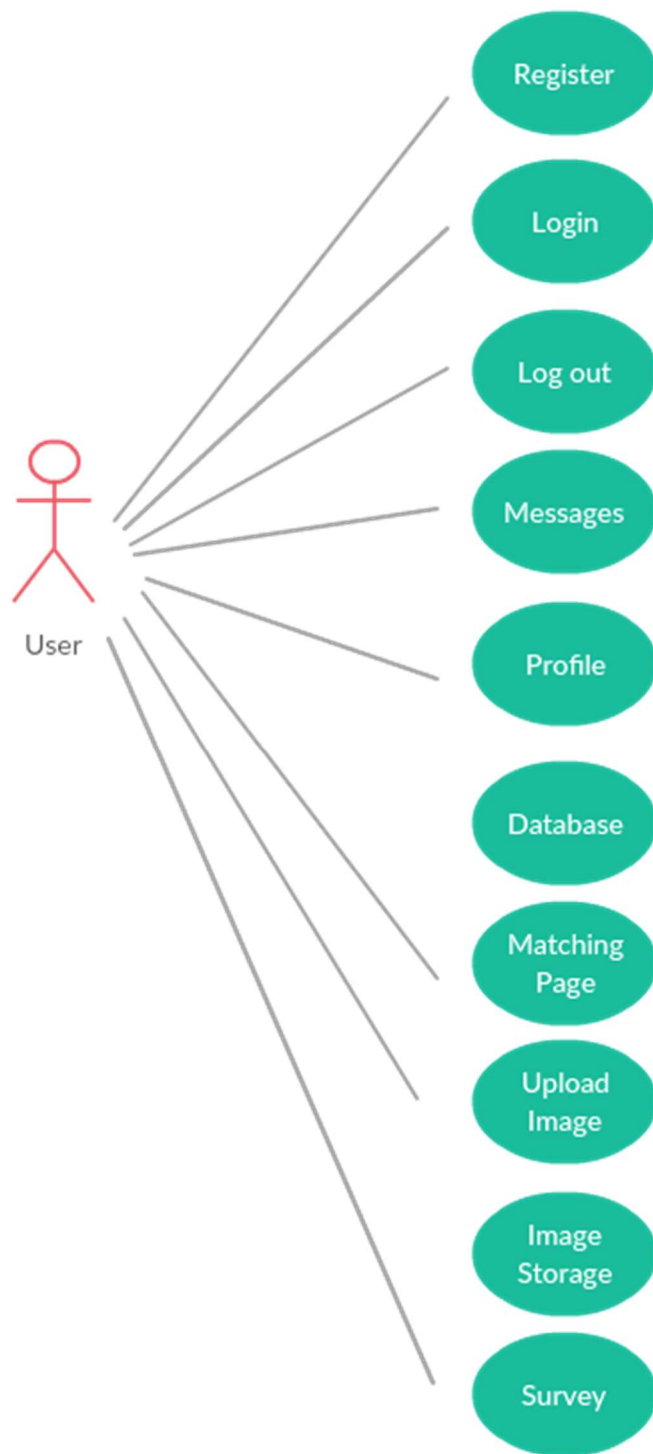 Register
Login
Log out
Messages
User
Profile
Database
Matching
Page
Upload
Image
Image
Storage
Survey